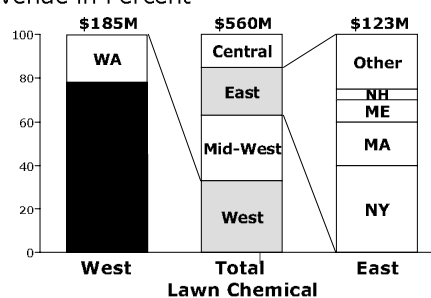 venue in Percent
$185M $560M $123M
100
80
60
40
20
0
WA
Central
East
Mid-West
West
Other
NH
ME
MA
NY
West Total East
Lawn Chemical